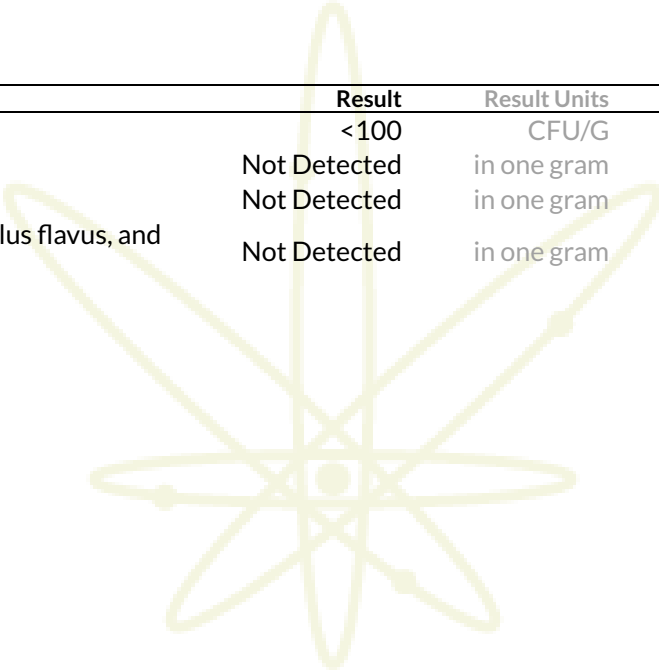 Result Result Units
<100 CFU/G
Not Detected in one gram
Not Detected in one gram
lus flavus, and
Not Detected in one gram